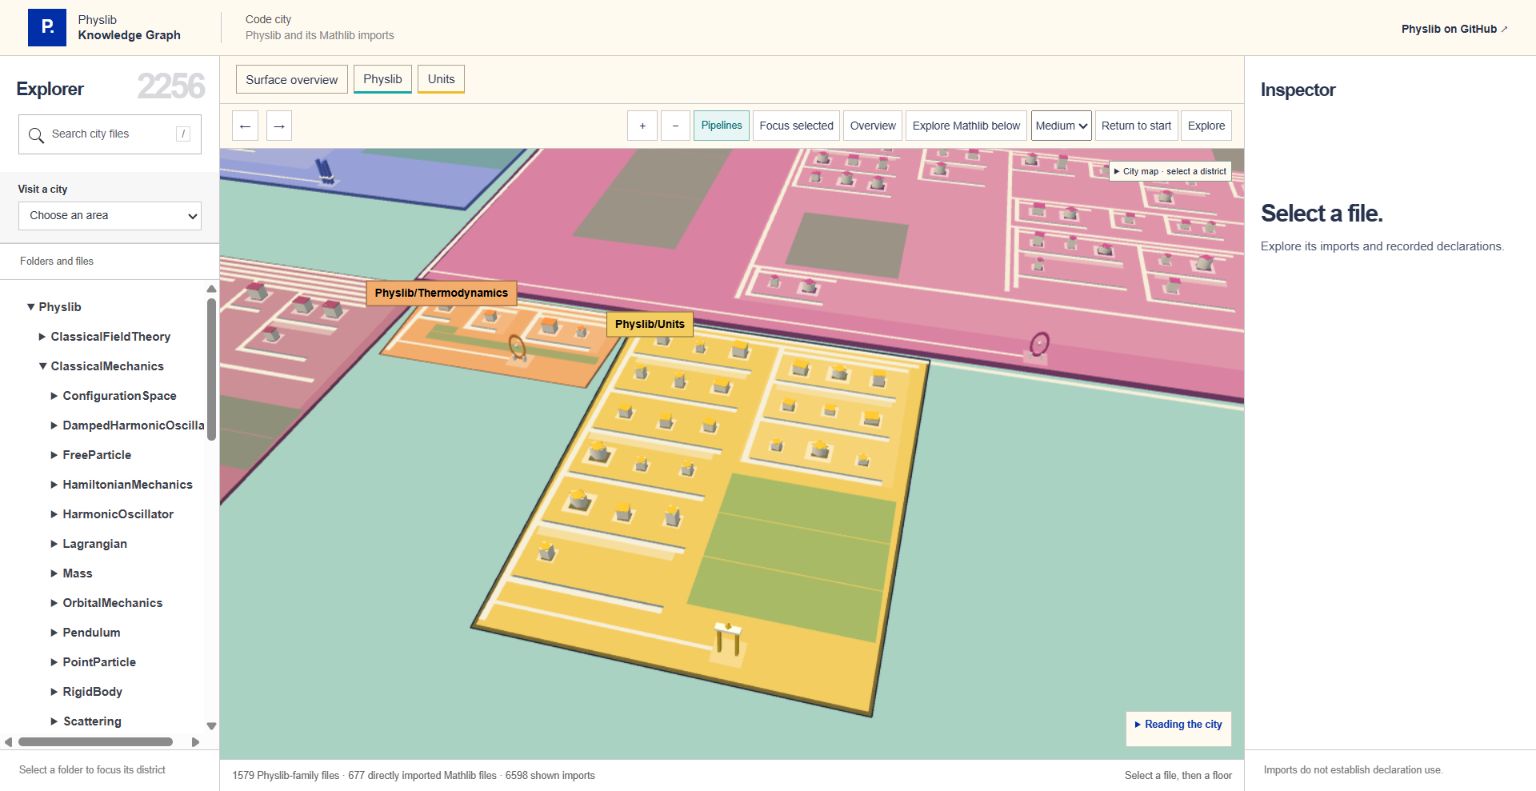 P.
Physlib
Knowledge Graph
Code city
Physlib and its Mathlib imports
Physlib on GitHub ↗
Explorer
2256
Search city files
/
Visit a city
Choose an area
Folders and files
▼ Physlib
▶ ClassicalFieldTheory
▼ ClassicalMechanics
▶ ConfigurationSpace
▶ DampedHarmonicOscilla
▶ FreeParticle
▶ HamiltonianMechanics
▶ HarmonicOscillator
▶ Lagrangian
▶ Mass
▶ OrbitalMechanics
▶ Pendulum
▶ PointParticle
▶ RigidBody
▶ Scattering
Select a folder to focus its district
Surface overview
Physlib
Units
← →
+ − Pipelines Focus selected Overview Explore Mathlib below Medium Return to start Explore
▶ City map · select a district
Physlib/Thermodynamics
Physlib/Units
▶ Reading the city
1579 Physlib-family files · 677 directly imported Mathlib files · 6598 shown imports
Select a file, then a floor
Inspector
Select a file.
Explore its imports and recorded declarations.
Imports do not establish declaration use.